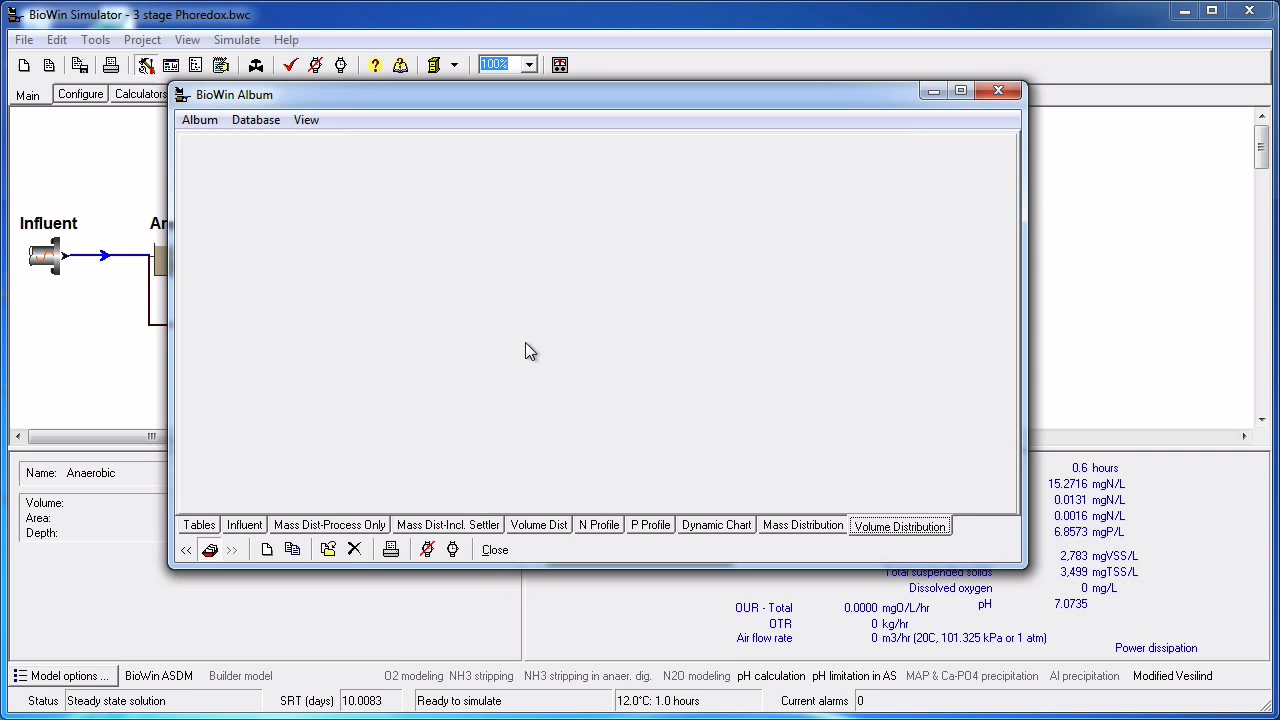 BioWin Simulator - 3 stage Phoredox.bwc
File Edit Tools Project View Simulate Help
100%
Main Configure Calculators
BioWin Album
Album Database View
Influent
Name: Anaerobic
Volume:
Area:
Depth:
0.6 hours
15.2716 mgN/L
0.0131 mgN/L
0.0016 mgN/L
6.8573 mgP/L
2,783 mgVSS/L
Total suspended solids 3,499 mgTSS/L
Dissolved oxygen 0 mg/L
pH 7.0735
OUR - Total 0.0000 mgO/L/hr
OTR 0 kg/hr
Air flow rate 0 m3/hr (20C, 101.325 kPa or 1 atm)
Power dissipation
Tables Influent Mass Dist-Process Only Mass Dist-Incl. Settler Volume Dist N Profile P Profile Dynamic Chart Mass Distribution Volume Distribution
<< >> Close
Model options ... BioWin ASDM Builder model O2 modeling NH3 stripping NH3 stripping in anaer. dig. N2O modeling pH calculation pH limitation in AS MAP & Ca-PO4 precipitation Al precipitation Modified Vesilind
Status Steady state solution SRT (days) 10.0083 Ready to simulate 12.0°C: 1.0 hours Current alarms 0